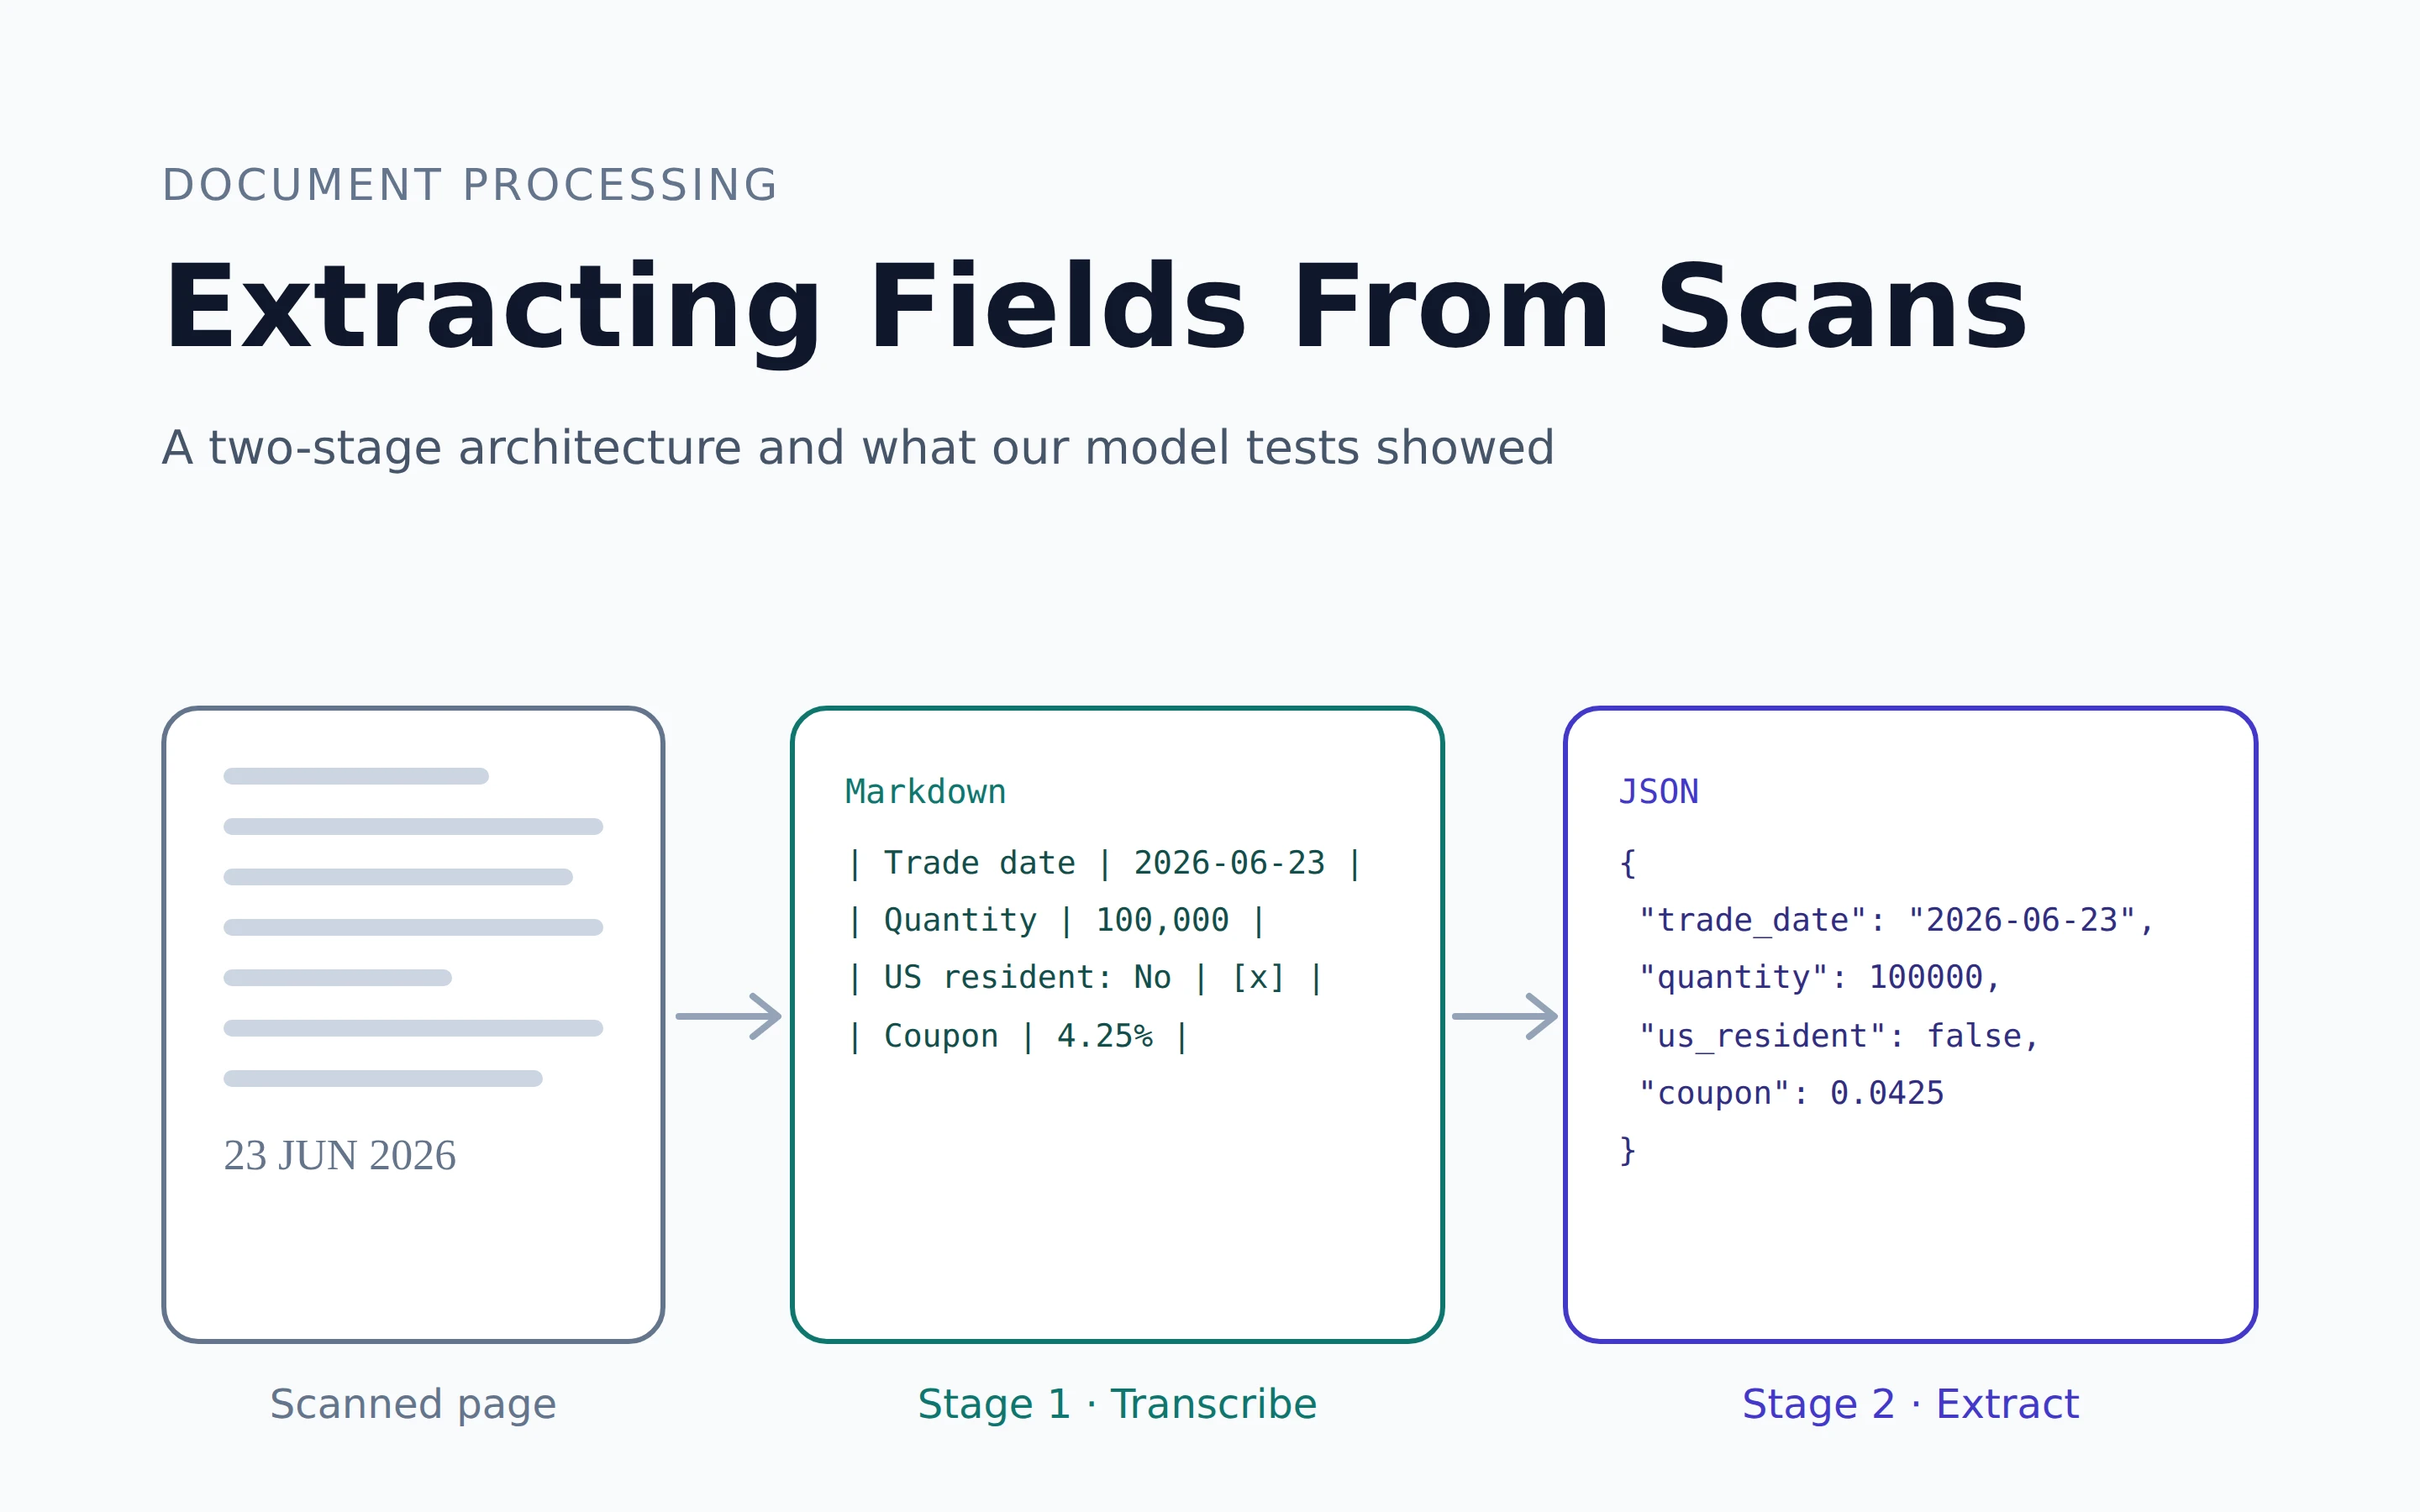 DOCUMENT PROCESSING
Extracting Fields From Scans
A two-stage architecture and what our model tests showed
23 JUN 2026
Scanned page
Markdown
| Trade date | 2026-06-23 |
| Quantity | 100,000 |
| US resident: No | [x] |
| Coupon | 4.25% |
Stage 1 · Transcribe
JSON
{
"trade_date": "2026-06-23",
"quantity": 100000,
"us_resident": false,
"coupon": 0.0425
}
Stage 2 · Extract